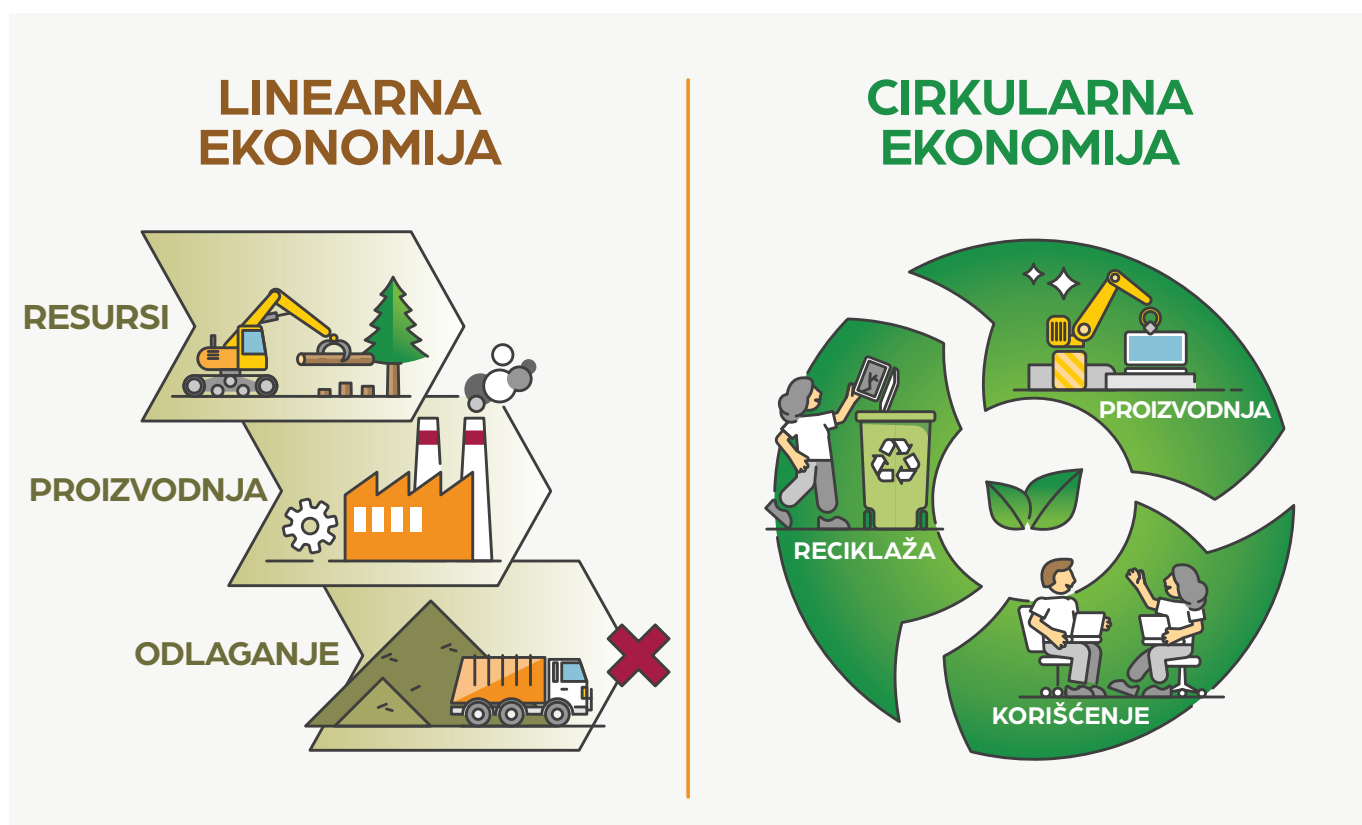 LINEARNA
EKONOMIJA
RESURSI
PROIZVODNJA
ODLAGANJE
CIRKULARNA
EKONOMIJA
PROIZVODNJA
RECIKLAŽA
KORIŠĆENJE